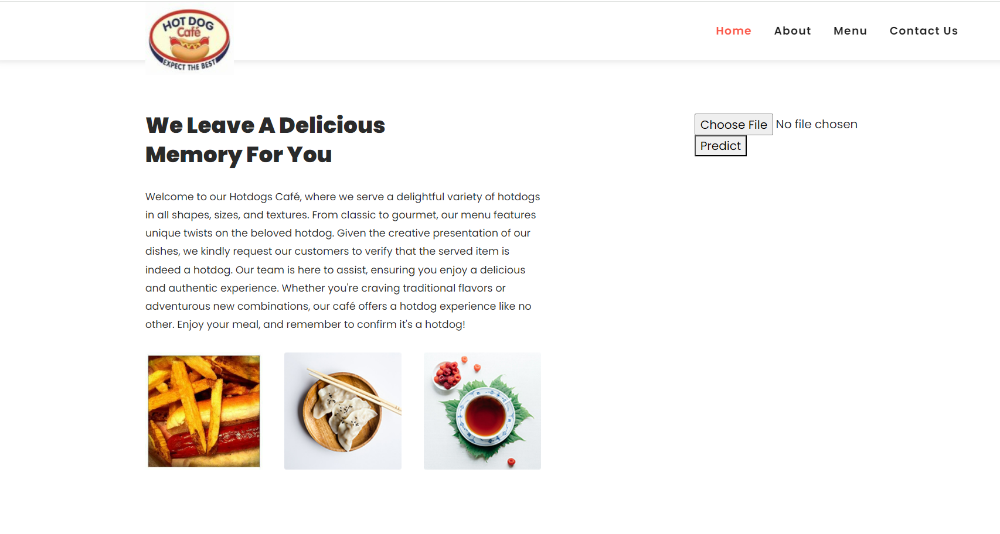 HOT DOG
Café
EXPECT THE BEST
Home About Menu Contact Us
We Leave A Delicious
Memory For You
Choose File No file chosen
Predict
Welcome to our Hotdogs Café, where we serve a delightful variety of hotdogs
in all shapes, sizes, and textures. From classic to gourmet, our menu features
unique twists on the beloved hotdog. Given the creative presentation of our
dishes, we kindly request our customers to verify that the served item is
indeed a hotdog. Our team is here to assist, ensuring you enjoy a delicious
and authentic experience. Whether you're craving traditional flavors or
adventurous new combinations, our café offers a hotdog experience like no
other. Enjoy your meal, and remember to confirm it's a hotdog!